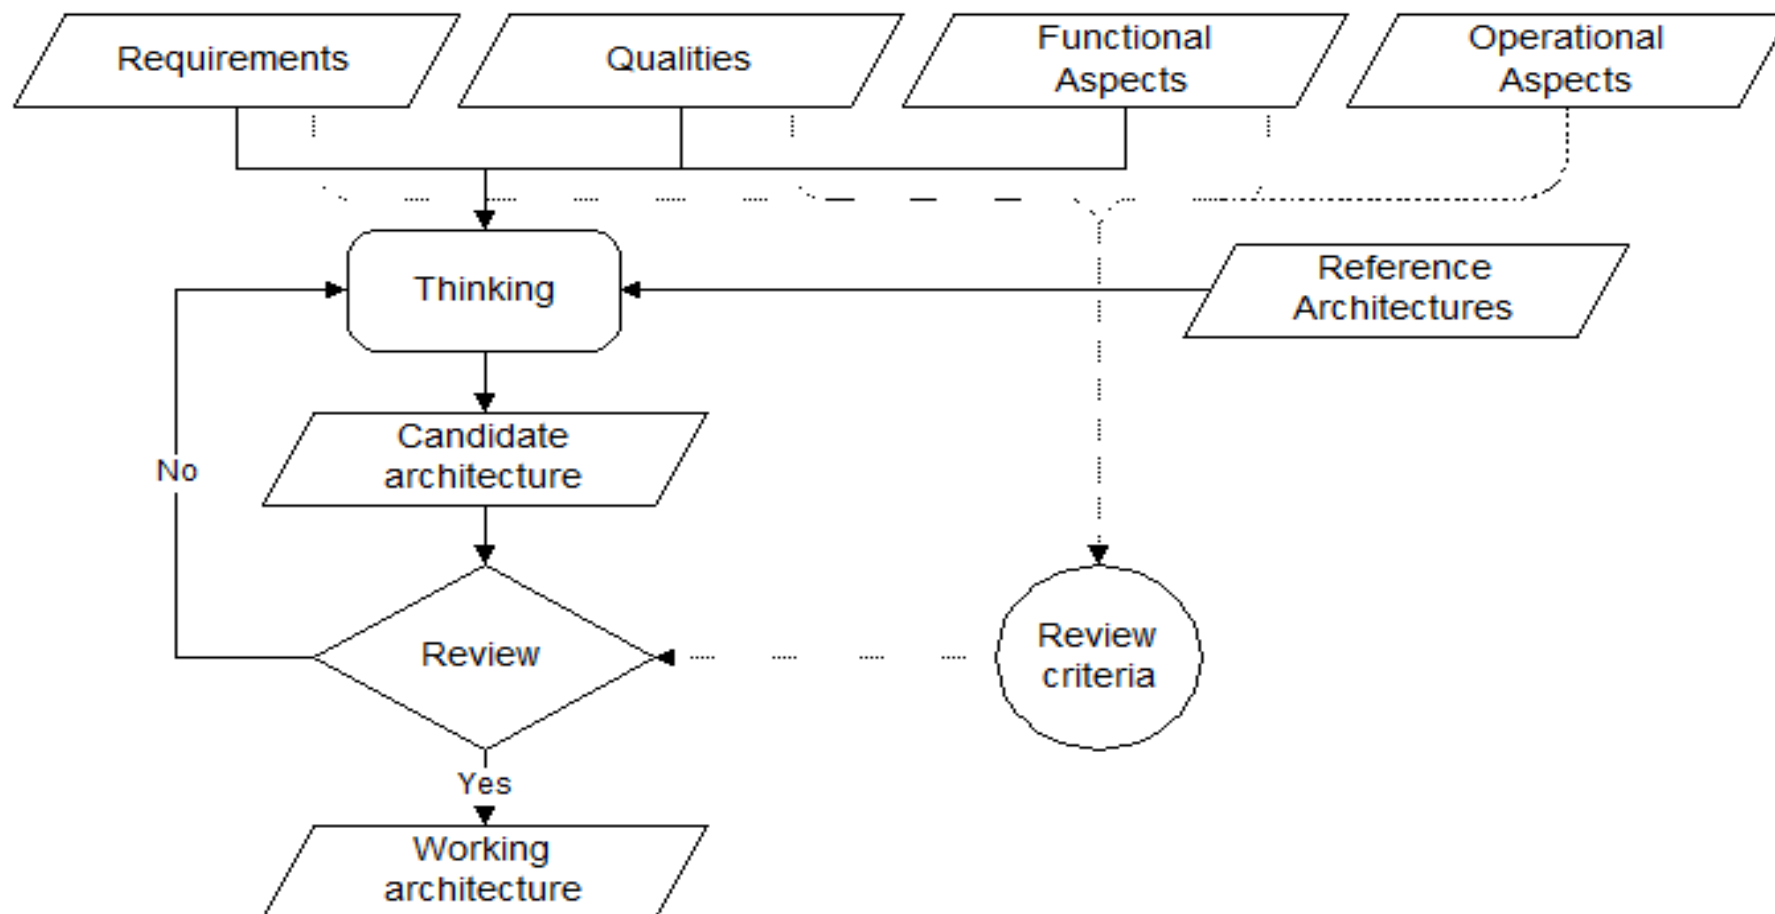 Requirements
Qualities
Functional
Aspects
Operational
Aspects
Thinking
Reference
Architectures
Candidate
architecture
No
Review
Review
criteria
Yes
Working
architecture